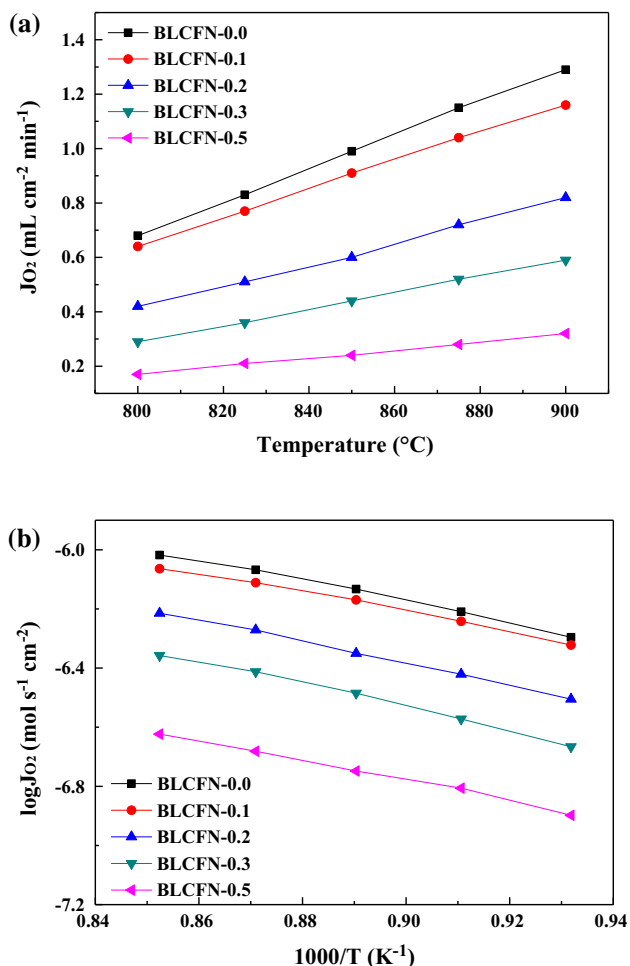 (a)
BLCFN-0.0
BLCFN-0.1
BLCFN-0.2
BLCFN-0.3
BLCFN-0.5
1.4
1.2
1.0
0.8
0.6
0.4
0.2
JO₂ (mL cm⁻² min⁻¹)
800 820 840 860 880 900
Temperature (°C)
(b)
-6.0
-6.4
-6.8
-7.2
logJO₂ (mol s⁻¹ cm⁻²)
BLCFN-0.0
BLCFN-0.1
BLCFN-0.2
BLCFN-0.3
BLCFN-0.5
0.84 0.86 0.88 0.90 0.92 0.94
1000/T (K⁻¹)